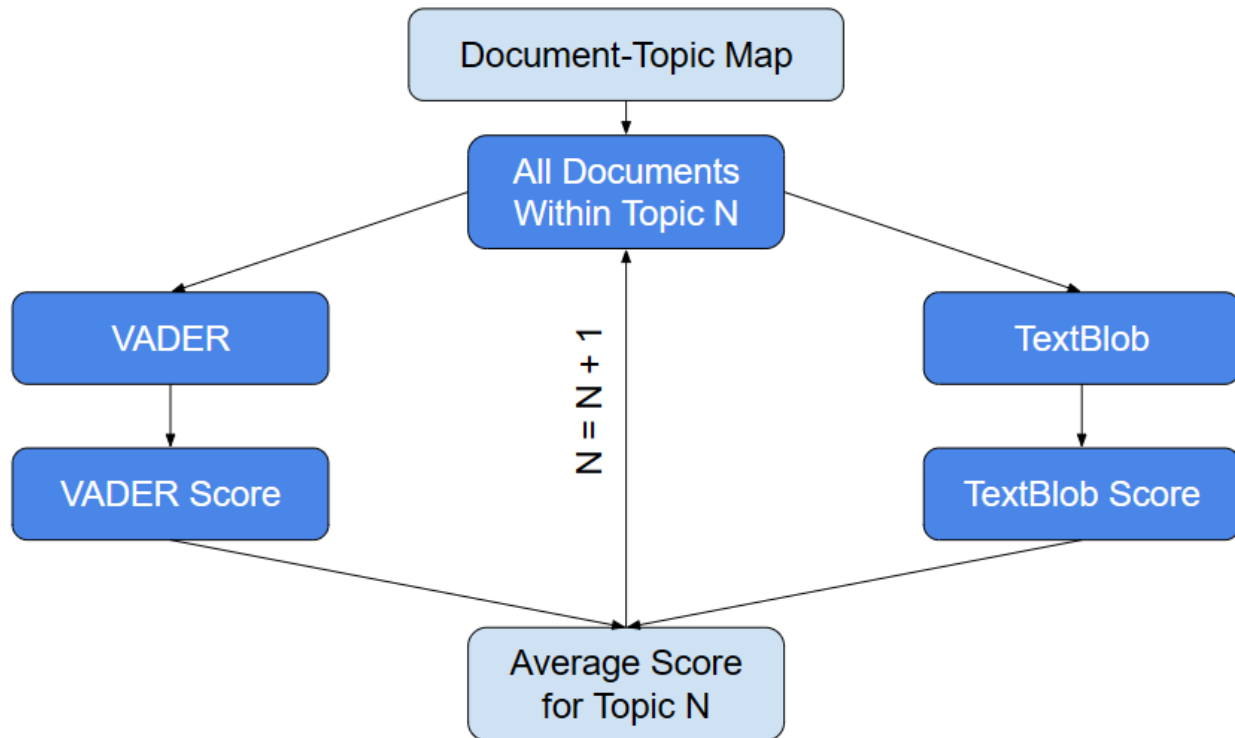 Document-Topic Map
All Documents
Within Topic N
VADER
TextBlob
N = N + 1
VADER Score
TextBlob Score
Average Score
for Topic N